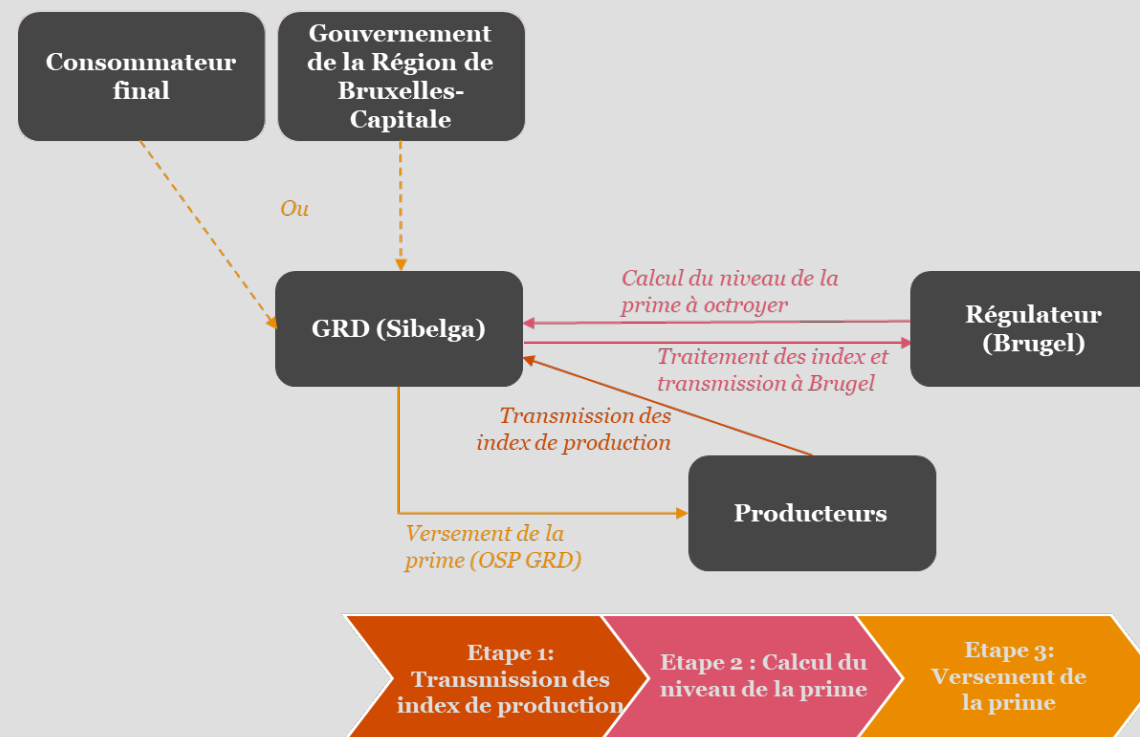 Consommateur
final
Gouvernement
de la Région de
Bruxelles-
Capitale
Ou
GRD (Sibelga)
Calcul du niveau de la
prime à octroyer
Régulateur
(Brugel)
Traitement des index et
transmission à Brugel
Transmission des
index de production
Producteurs
Versement de la
prime (OSP GRD)
Etape 1:
Transmission des
index de production
Etape 2 : Calcul du
niveau de la prime
Etape 3:
Versement de
la prime